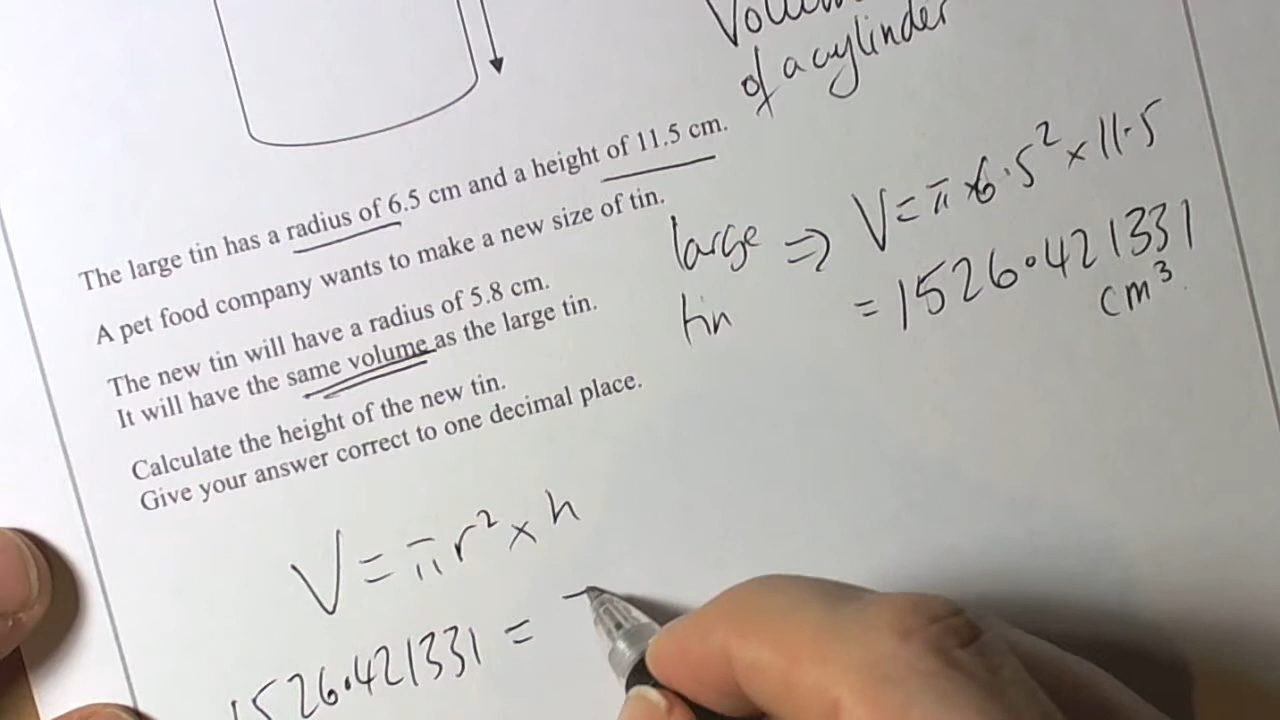 of a cylinder
The large tin has a radius of 6.5 cm and a height of 11.5 cm.
A pet food company wants to make a new size of tin.
The new tin will have a radius of 5.8 cm.
It will have the same volume as the large tin.
Calculate the height of the new tin.
Give your answer correct to one decimal place.
large tin ⇒ V = π × 6.5² × 11.5
= 1526.421331
cm³
V = πr² × h
1526.421331 =